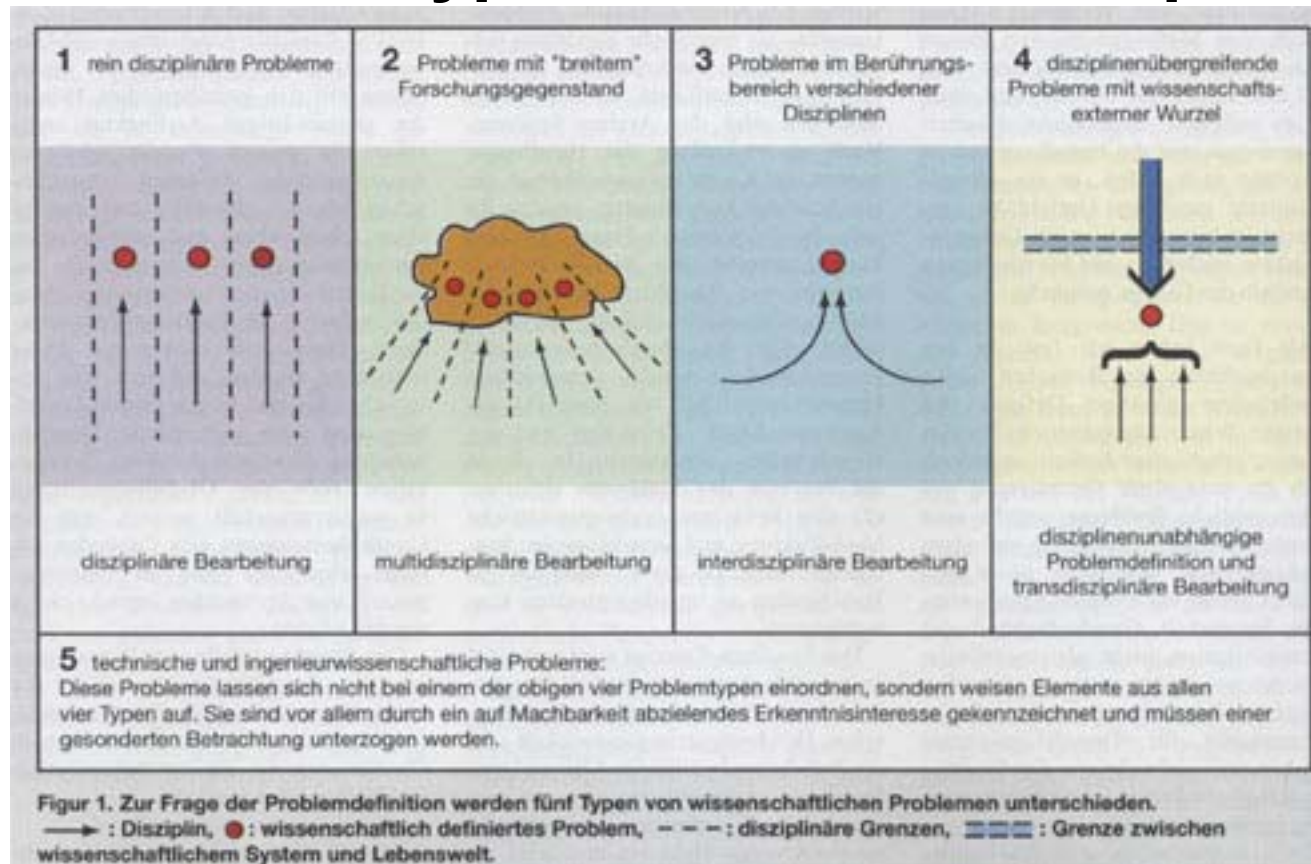 1 rein disziplinäre Probleme
2 Probleme mit "breitem"
Forschungsgegenstand
3 Probleme im Berührungs-
bereich verschiedener
Disziplinen
4 disziplinenübergreifende
Probleme mit wissenschafts-
externer Wurzel
disziplinäre Bearbeitung
multidisziplinäre Bearbeitung
interdisziplinäre Bearbeitung
disziplinenunabhängige
Problemdefinition und
transdisziplinäre Bearbeitung
5 technische und ingenieurwissenschaftliche Probleme:
Diese Probleme lassen sich nicht bei einem der obigen vier Problemtypen einordnen, sondern weisen Elemente aus allen
vier Typen auf. Sie sind vor allem durch ein auf Machbarkeit abzielendes Erkenntnisinteresse gekennzeichnet und müssen einer
gesonderten Betrachtung unterzogen werden.
Figur 1. Zur Frage der Problemdefinition werden fünf Typen von wissenschaftlichen Problemen unterschieden.
: Disziplin, : wissenschaftlich definiertes Problem, : disziplinäre Grenzen, : Grenze zwischen
wissenschaftlichem System und Lebenswelt.